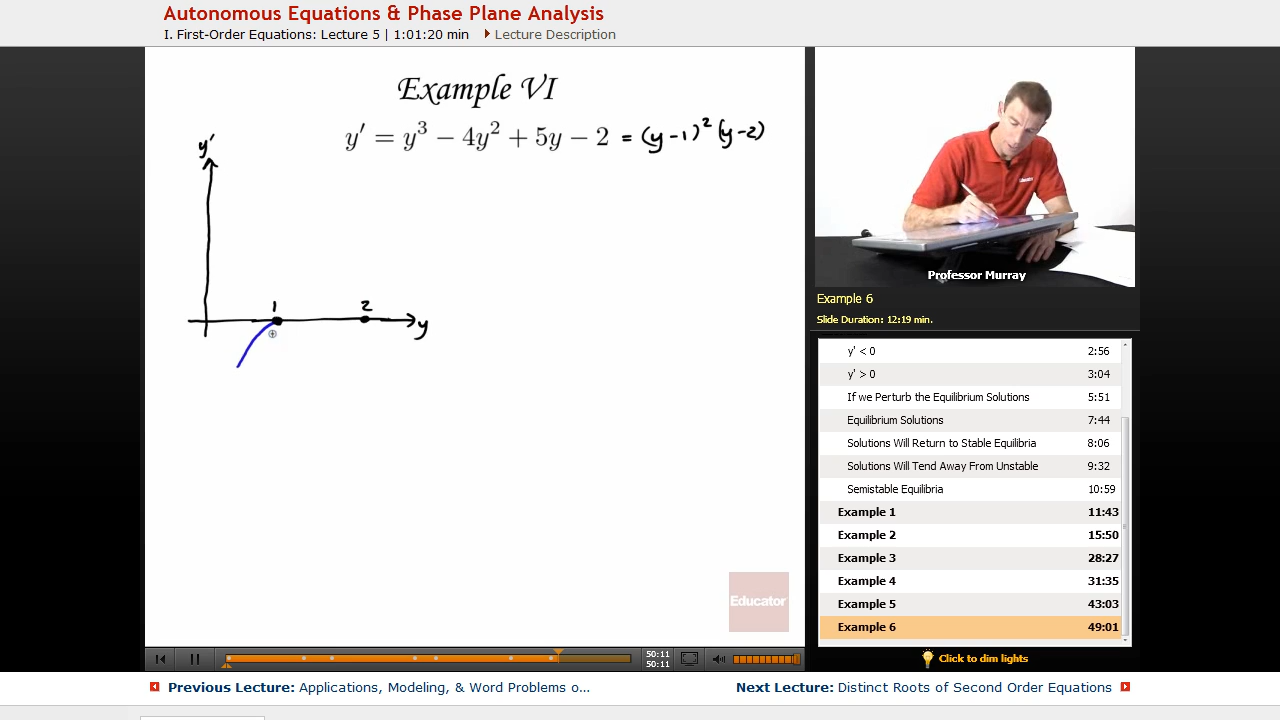 Autonomous Equations & Phase Plane Analysis
I. First-Order Equations: Lecture 5 | 1:01:20 min
Lecture Description
Example VI
y′ = y³ − 4y² + 5y − 2 = (y-1)² (y-2)
y′
1
2
y
Educator
Professor Murray
Example 6
Slide Duration: 12:19 min.
y' < 0 2:56
y' > 0 3:04
If we Perturb the Equilibrium Solutions 5:51
Equilibrium Solutions 7:44
Solutions Will Return to Stable Equilibria 8:06
Solutions Will Tend Away From Unstable 9:32
Semistable Equilibria 10:59
Example 1 11:43
Example 2 15:50
Example 3 28:27
Example 4 31:35
Example 5 43:03
Example 6 49:01
50:11
50:11
Click to dim lights
Previous Lecture: Applications, Modeling, & Word Problems o...
Next Lecture: Distinct Roots of Second Order Equations